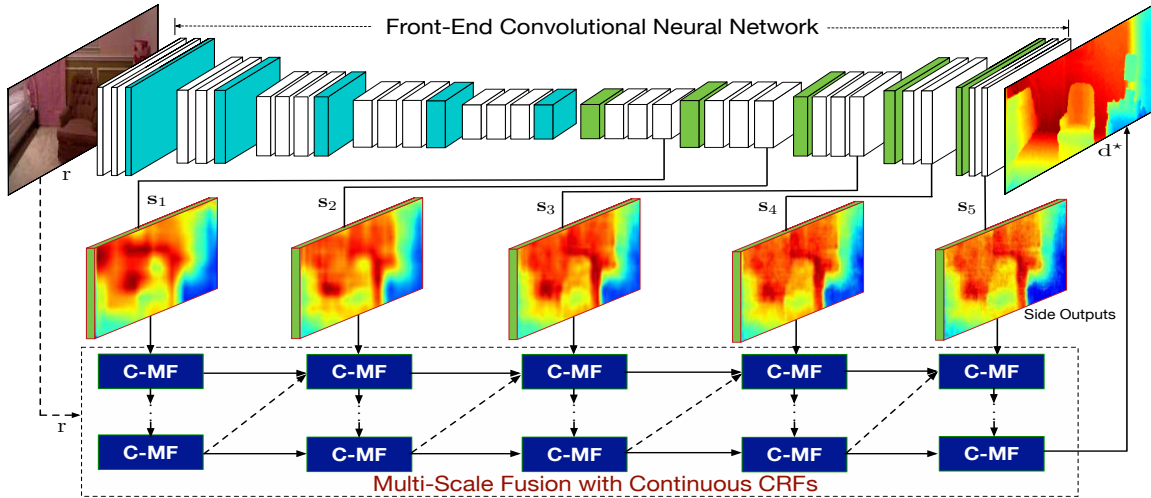 Front-End Convolutional Neural Network
r
d⋆
s1
s2
s3
s4
s5
Side Outputs
C-MF C-MF C-MF C-MF C-MF
r
C-MF C-MF C-MF C-MF C-MF
Multi-Scale Fusion with Continuous CRFs